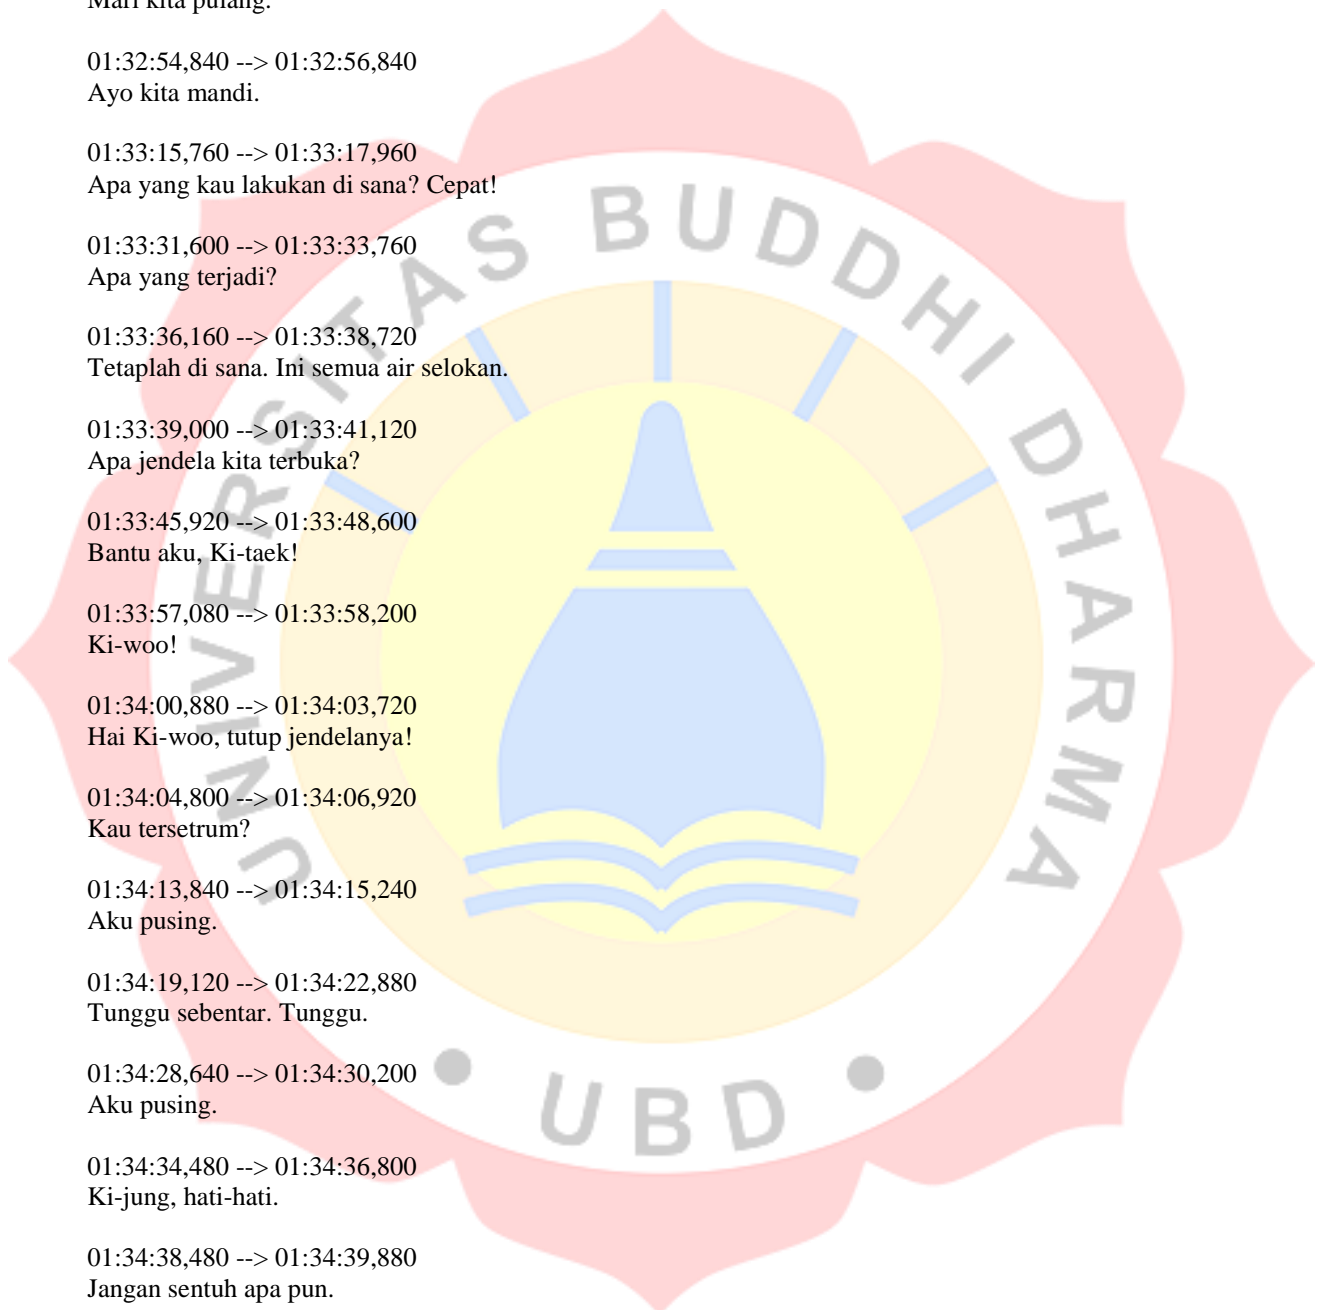 Mari kita pulang.
01:32:54,840 --> 01:32:56,840
Ayo kita mandi.
01:33:15,760 --> 01:33:17,960
Apa yang kau lakukan di sana? Cepat!
01:33:31,600 --> 01:33:33,760
Apa yang terjadi?
01:33:36,160 --> 01:33:38,720
Tetaplah di sana. Ini semua air selokan.
01:33:39,000 --> 01:33:41,120
Apa jendela kita terbuka?
01:33:45,920 --> 01:33:48,600
Bantu aku, Ki-taek!
01:33:57,080 --> 01:33:58,200
Ki-woo!
01:34:00,880 --> 01:34:03,720
Hai Ki-woo, tutup jendelanya!
01:34:04,800 --> 01:34:06,920
Kau tersetrum?
01:34:13,840 --> 01:34:15,240
Aku pusing.
01:34:19,120 --> 01:34:22,880
Tunggu sebentar. Tunggu.
01:34:28,640 --> 01:34:30,200
Aku pusing.
01:34:34,480 --> 01:34:36,800
Ki-jung, hati-hati.
01:34:38,480 --> 01:34:39,880
Jangan sentuh apa pun.
UNIVERSITAS BUDDHI DHARMA
• UBD •